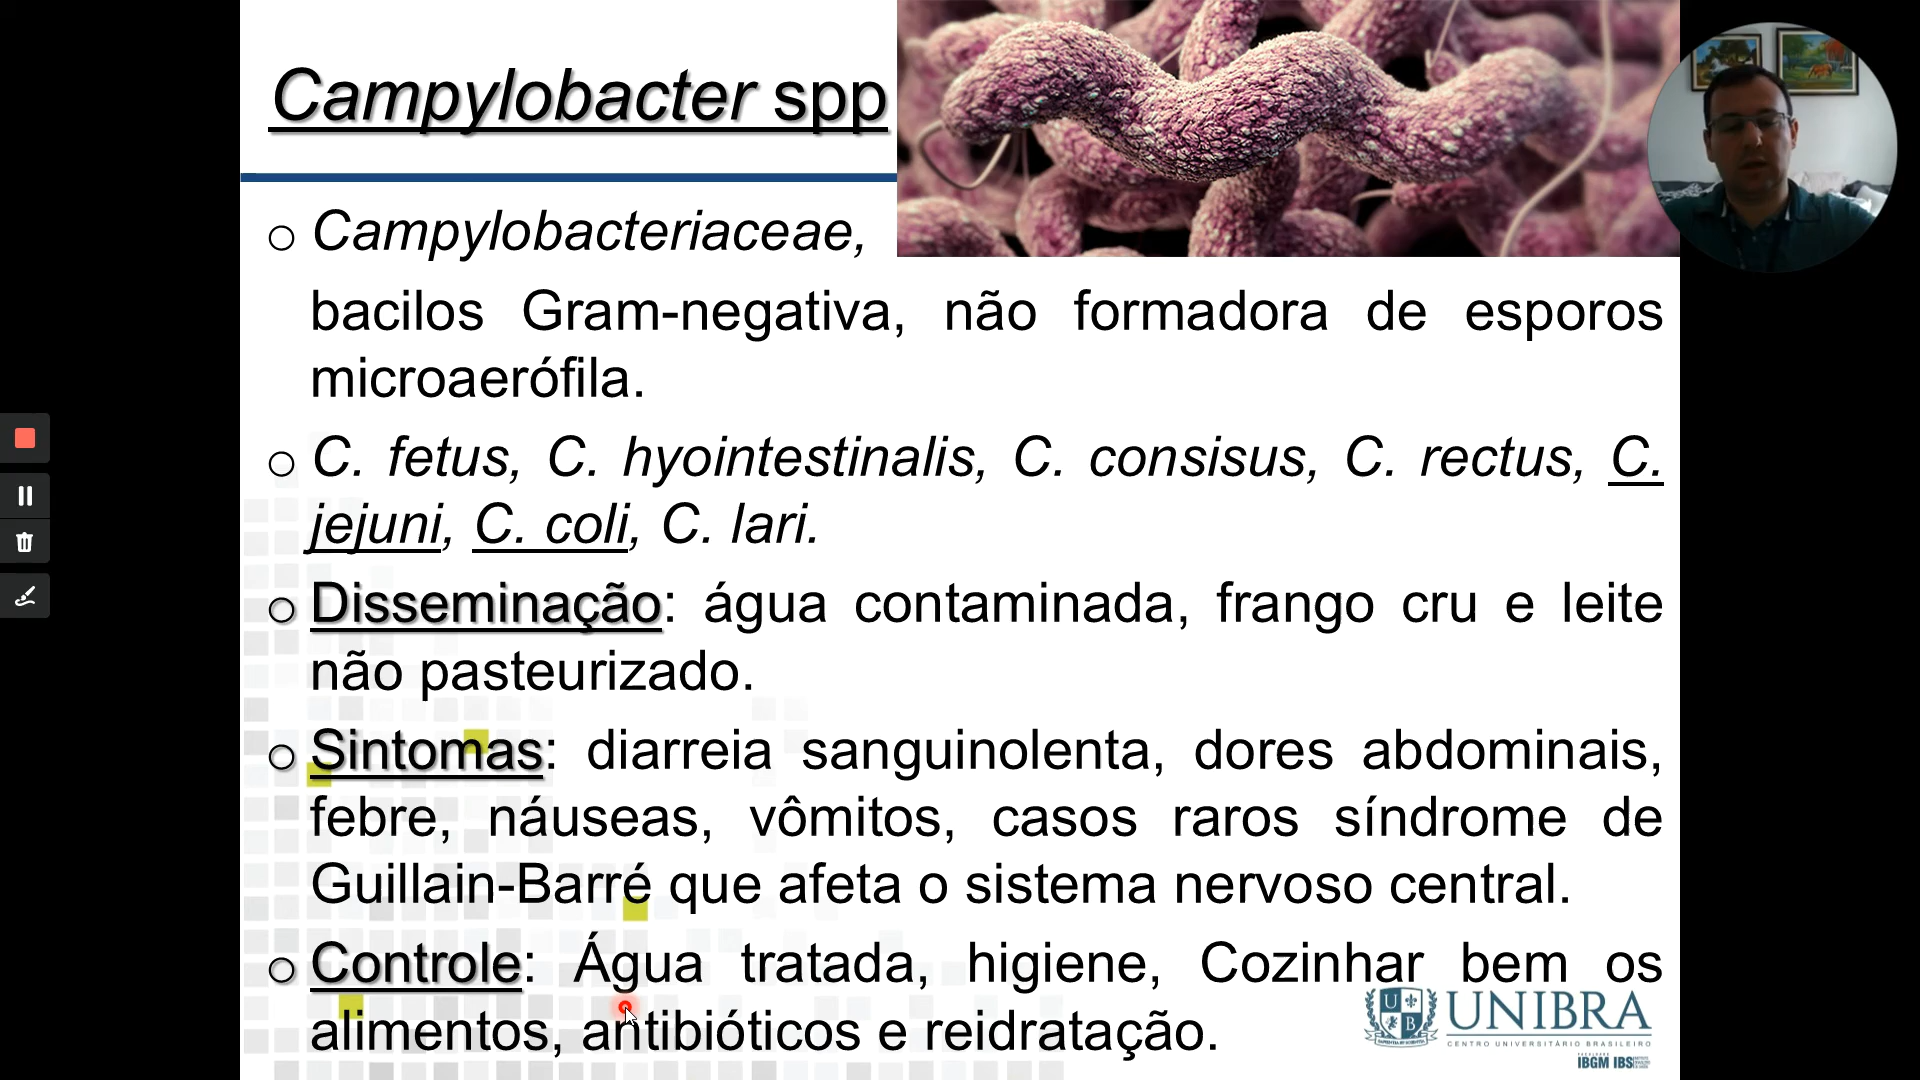 Campylobacter spp
Campylobacteriaceae,
bacilos Gram-negativa, não formadora de esporos
microaerófila.
C. fetus, C. hyointestinalis, C. consisus, C. rectus, C.
jejuni, C. coli, C. lari.
Disseminação: água contaminada, frango cru e leite
não pasteurizado.
Sintomas: diarreia sanguinolenta, dores abdominais,
febre, náuseas, vômitos, casos raros síndrome de
Guillain-Barré que afeta o sistema nervoso central.
Controle: Água tratada, higiene, Cozinhar bem os
alimentos, antibióticos e reidratação.
UNIBRA
CENTRO UNIVERSITÁRIO BRASILEIRO
IBGM IBS